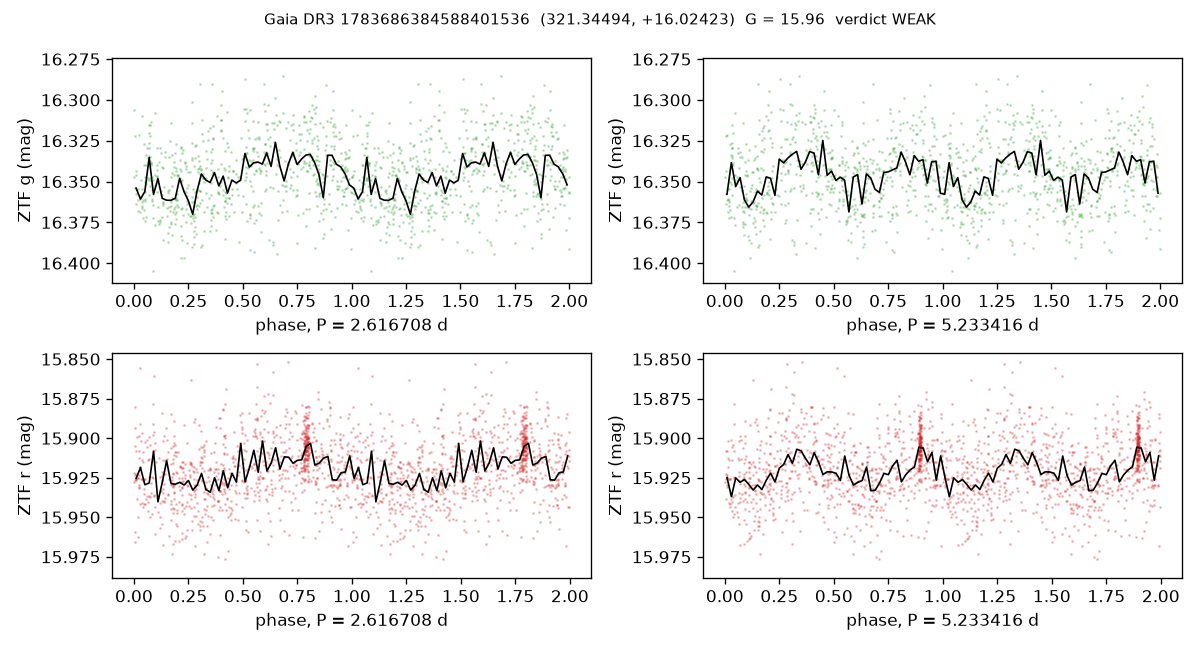 Gaia DR3 1783686384588401536 (321.34494, +16.02423) G = 15.96 verdict WEAK
16.275
16.300
16.325
16.350
16.375
16.400
ZTF g (mag)
0.00 0.25 0.50 0.75 1.00 1.25 1.50 1.75 2.00
phase, P = 2.616708 d
16.275
16.300
16.325
16.350
16.375
16.400
ZTF g (mag)
0.00 0.25 0.50 0.75 1.00 1.25 1.50 1.75 2.00
phase, P = 5.233416 d
15.850
15.875
15.900
15.925
15.950
15.975
ZTF r (mag)
0.00 0.25 0.50 0.75 1.00 1.25 1.50 1.75 2.00
phase, P = 2.616708 d
15.850
15.875
15.900
15.925
15.950
15.975
ZTF r (mag)
0.00 0.25 0.50 0.75 1.00 1.25 1.50 1.75 2.00
phase, P = 5.233416 d